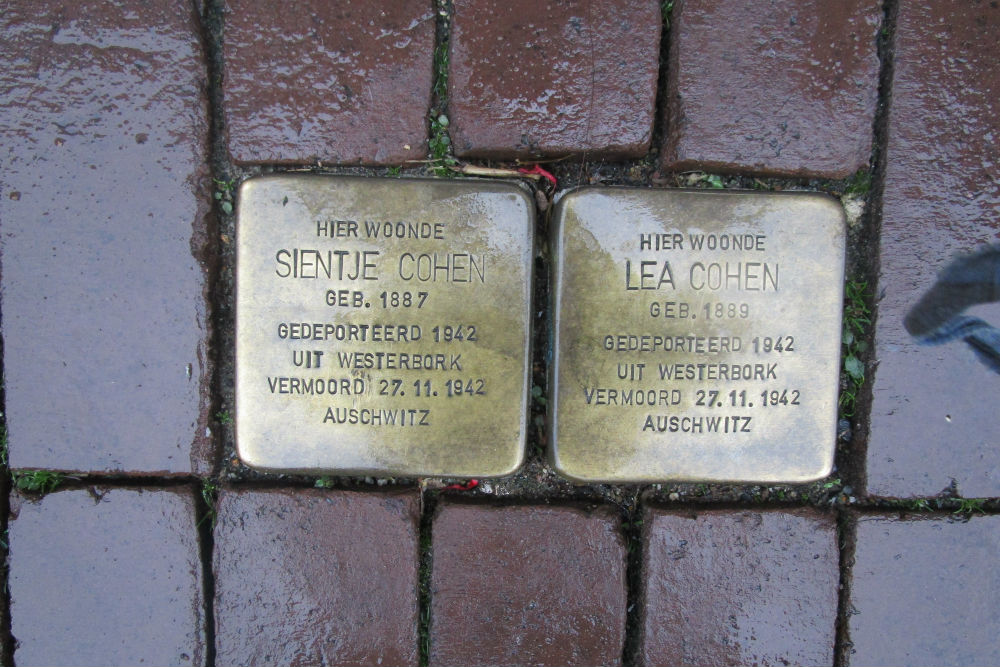 HIER WOONDE
SIENTJE COHEN
GEB. 1887
GEDEPORTEERD 1942
UIT WESTERBORK
VERMOORD 27.11.1942
AUSCHWITZ
HIER WOONDE
LEA COHEN
GEB. 1889
GEDEPORTEERD 1942
UIT WESTERBORK
VERMOORD 27.11.1942
AUSCHWITZ